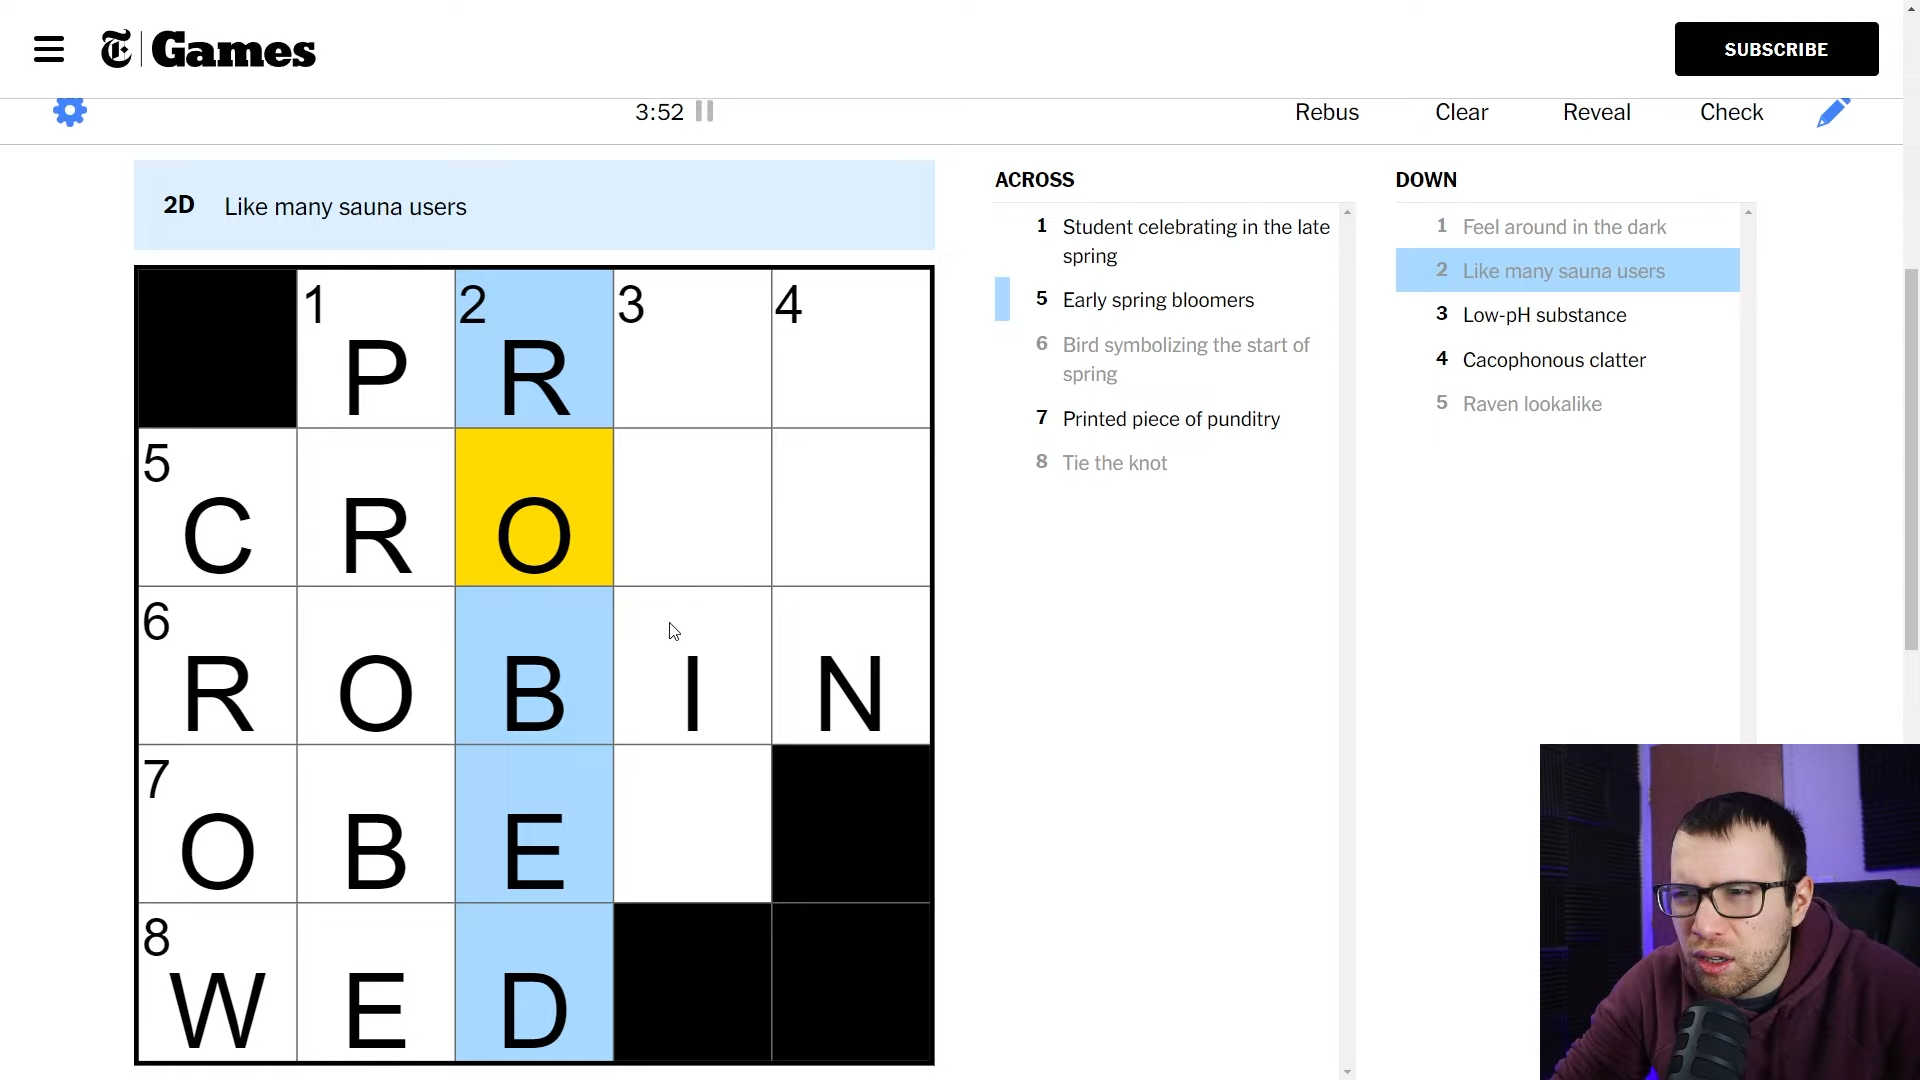 T Games
SUBSCRIBE
3:52
Rebus
Clear
Reveal
Check
2D Like many sauna users
1 2 3 4
P R
5
C R O
6
R O B I N
7
O B E
8
W E D
ACROSS
1 Student celebrating in the late
spring
5 Early spring bloomers
6 Bird symbolizing the start of
spring
7 Printed piece of punditry
8 Tie the knot
DOWN
1 Feel around in the dark
2 Like many sauna users
3 Low-pH substance
4 Cacophonous clatter
5 Raven lookalike